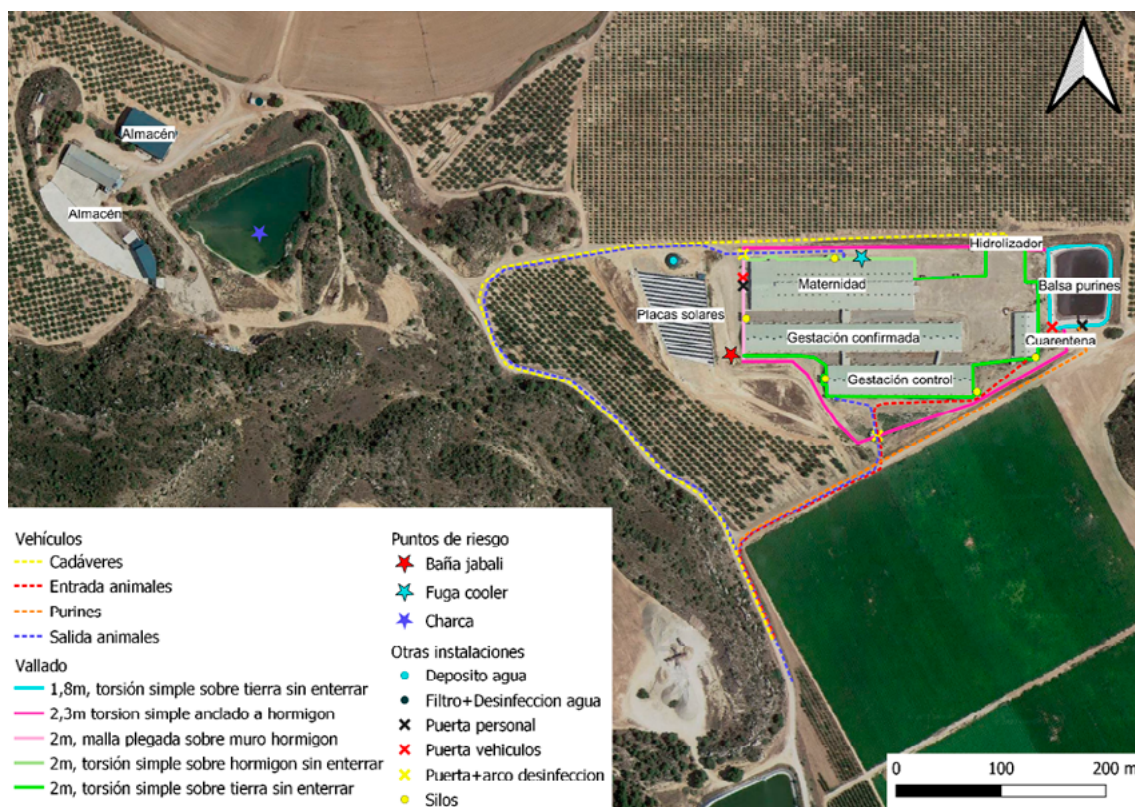 Almacén
Almacén
Hidrolizador
Maternidad
Balsa purines
Placas solares
Gestación confirmada
Cuarentena
Gestación control
Vehículos
Cadáveres
Entrada animales
Purines
Salida animales
Vallado
1,8m, torsión simple sobre tierra sin enterrar
2,3m torsion simple anclado a hormigon
2m, malla plegada sobre muro hormigon
2m, torsión simple sobre hormigon sin enterrar
2m, torsión simple sobre tierra sin enterrar
Puntos de riesgo
Baña jabali
Fuga cooler
Charca
Otras instalaciones
Deposito agua
Filtro+Desinfeccion agua
Puerta personal
Puerta vehiculos
Puerta+arco desinfeccion
Silos
0 100 200 m